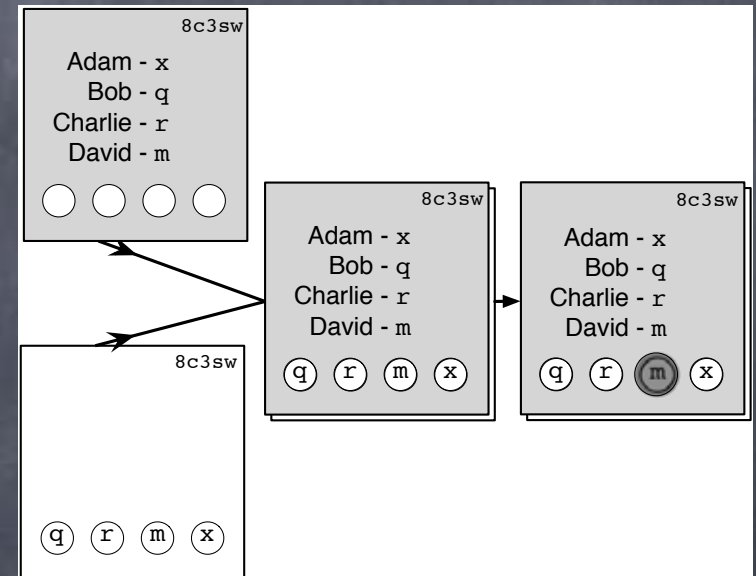 8c3sw
Adam - x
Bob - q
Charlie - r
David - m
8c3sw
q r m x
8c3sw
Adam - x
Bob - q
Charlie - r
David - m
q r m x
8c3sw
Adam - x
Bob - q
Charlie - r
David - m
q r m x